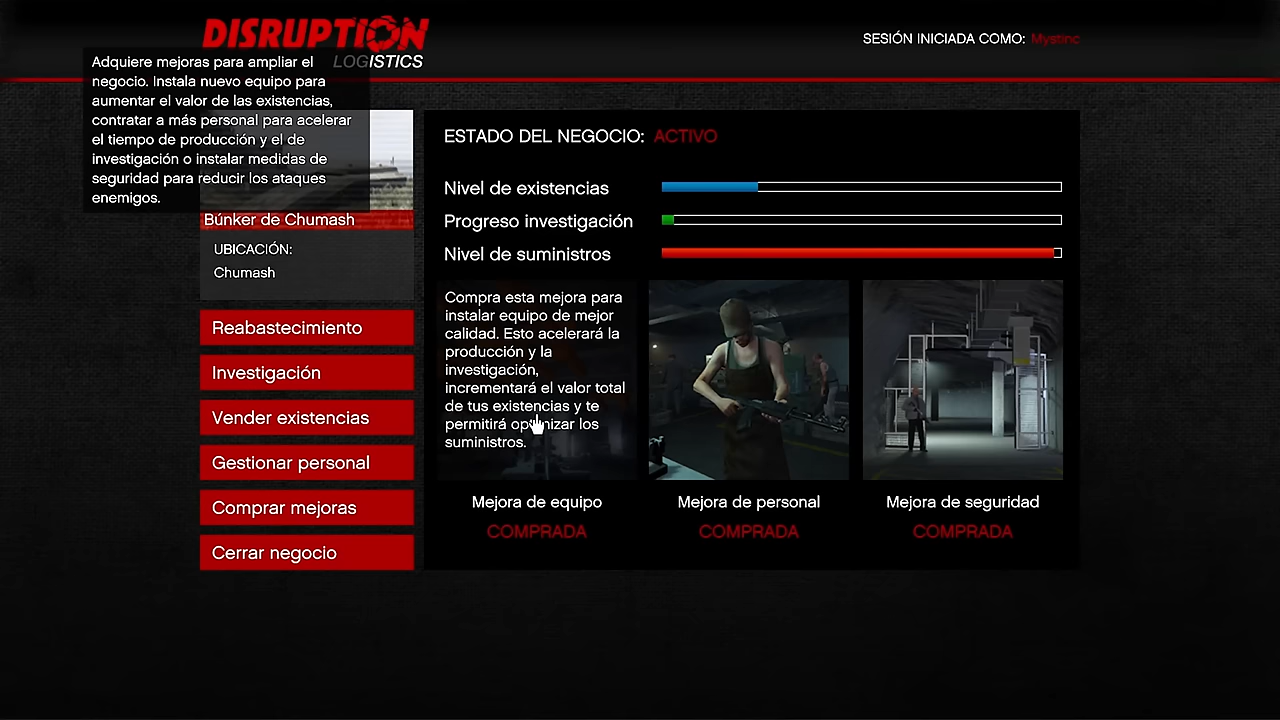 DISRUPTION
LOGISTICS
SESIÓN INICIADA COMO: Mystinc
Adquiere mejoras para ampliar el
negocio. Instala nuevo equipo para
aumentar el valor de las existencias,
contratar a más personal para acelerar
el tiempo de producción y el de
investigación o instalar medidas de
seguridad para reducir los ataques
enemigos.
Búnker de Chumash
UBICACIÓN:
Chumash
Reabastecimiento
Investigación
Vender existencias
Gestionar personal
Comprar mejoras
Cerrar negocio
ESTADO DEL NEGOCIO: ACTIVO
Nivel de existencias
Progreso investigación
Nivel de suministros
Compra esta mejora para
instalar equipo de mejor
calidad. Esto acelerará la
producción y la
investigación,
incrementará el valor total
de tus existencias y te
permitirá optimizar los
suministros.
Mejora de equipo
COMPRADA
Mejora de personal
COMPRADA
Mejora de seguridad
COMPRADA